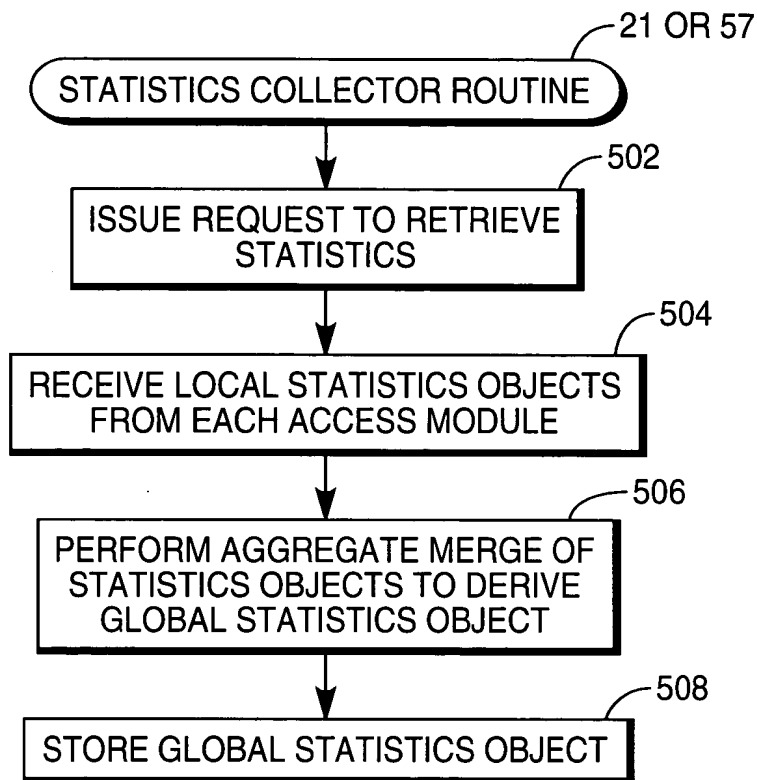 21 OR 57
STATISTICS COLLECTOR ROUTINE
502
ISSUE REQUEST TO RETRIEVE
STATISTICS
504
RECEIVE LOCAL STATISTICS OBJECTS
FROM EACH ACCESS MODULE
506
PERFORM AGGREGATE MERGE OF
STATISTICS OBJECTS TO DERIVE
GLOBAL STATISTICS OBJECT
508
STORE GLOBAL STATISTICS OBJECT